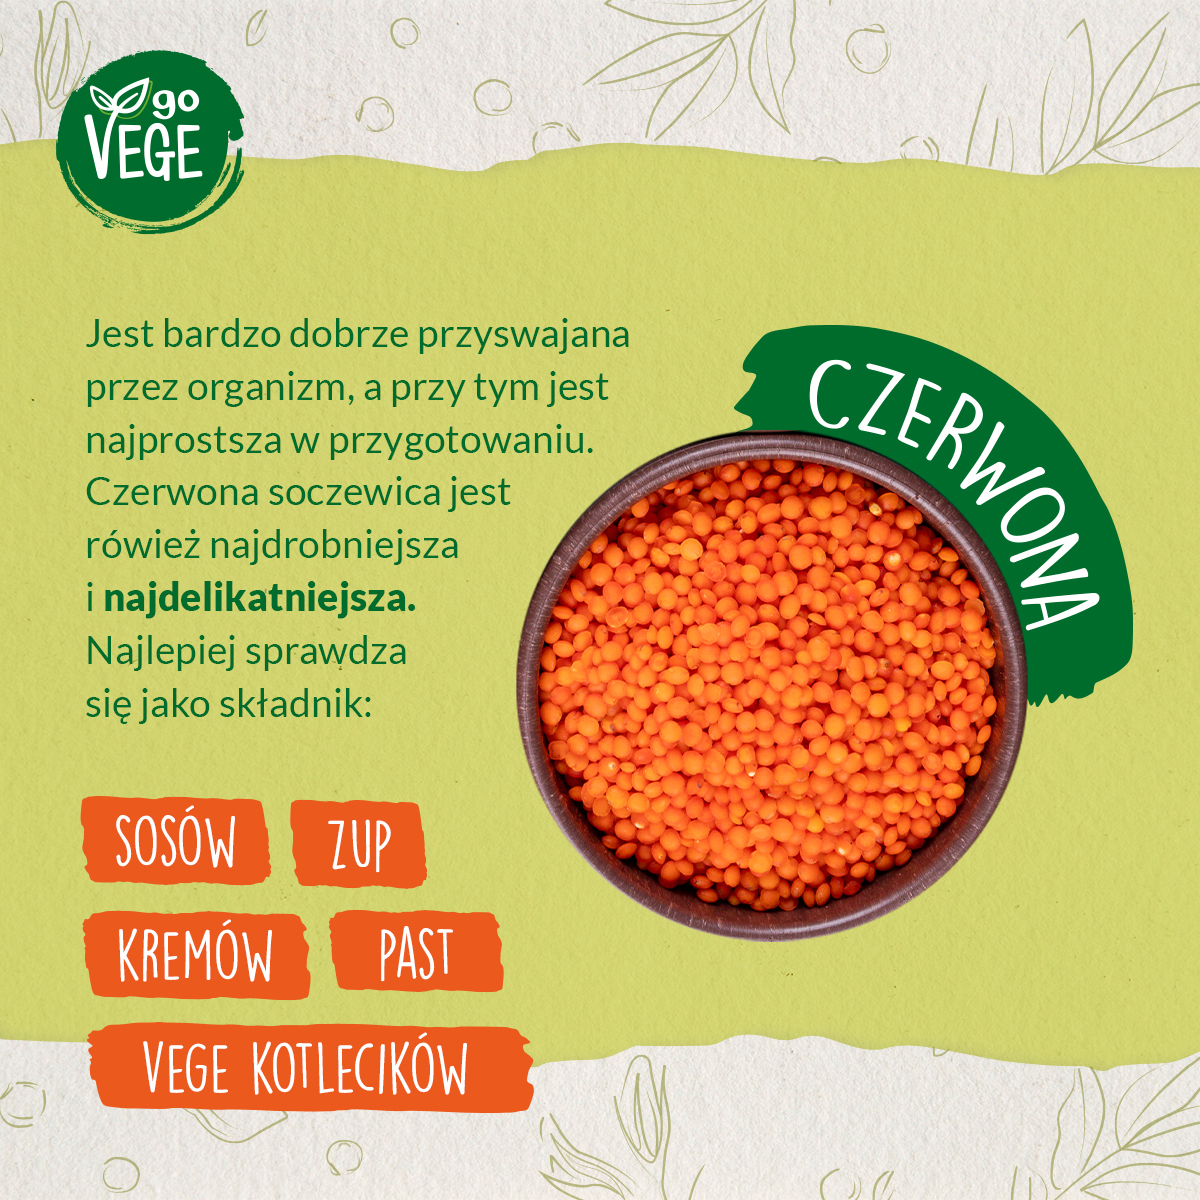 go
VEGE
Jest bardzo dobrze przyswajana
przez organizm, a przy tym jest
najprostsza w przygotowaniu.
Czerwona soczewica jest
rówież najdrobniejsza
i najdelikatniejsza.
Najlepiej sprawdza
się jako składnik:
CZERWONA
SOSÓW
ZUP
KREMÓW
PAST
VEGE KOTLECIKÓW